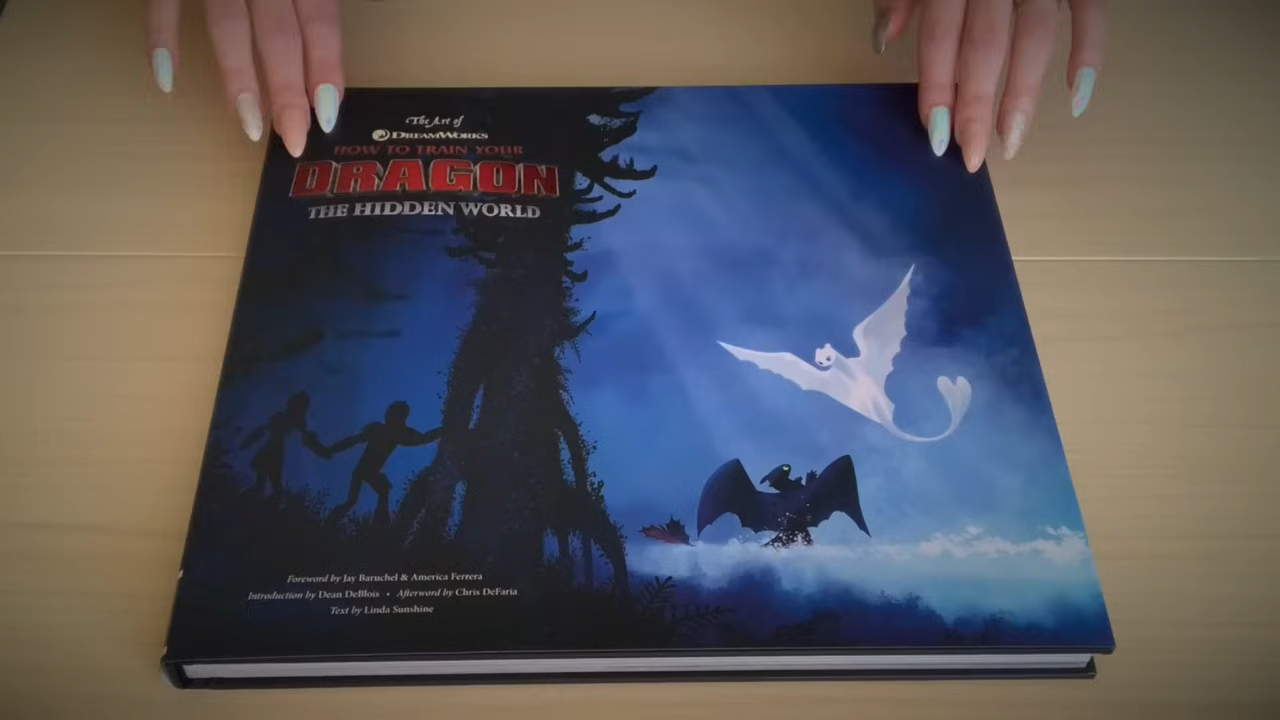 The Art of
DREAMWORKS
HOW TO TRAIN YOUR
DRAGON
THE HIDDEN WORLD
Foreword by Jay Baruchel & America Ferrera
Introduction by Dean DeBlois • Afterword by Chris DeFaria
Text by Linda Sunshine